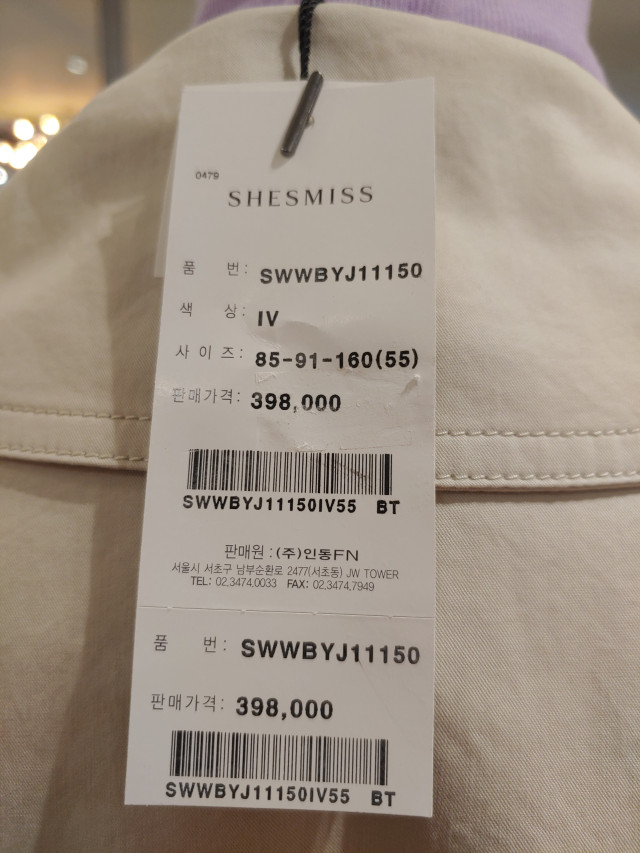 0479
SHESMISS
품 번: SWWBYJ11150
색 상: IV
사이즈: 85-91-160(55)
판매가격: 398,000
SWWBYJ11150IV55 BT
판매원 : (주)인동FN
서울시 서초구 남부순환로 2477(서초동) JW TOWER
TEL: 02.3474.0033 FAX: 02.3474.7949
품 번: SWWBYJ11150
판매가격: 398,000
SWWBYJ11150IV55 BT